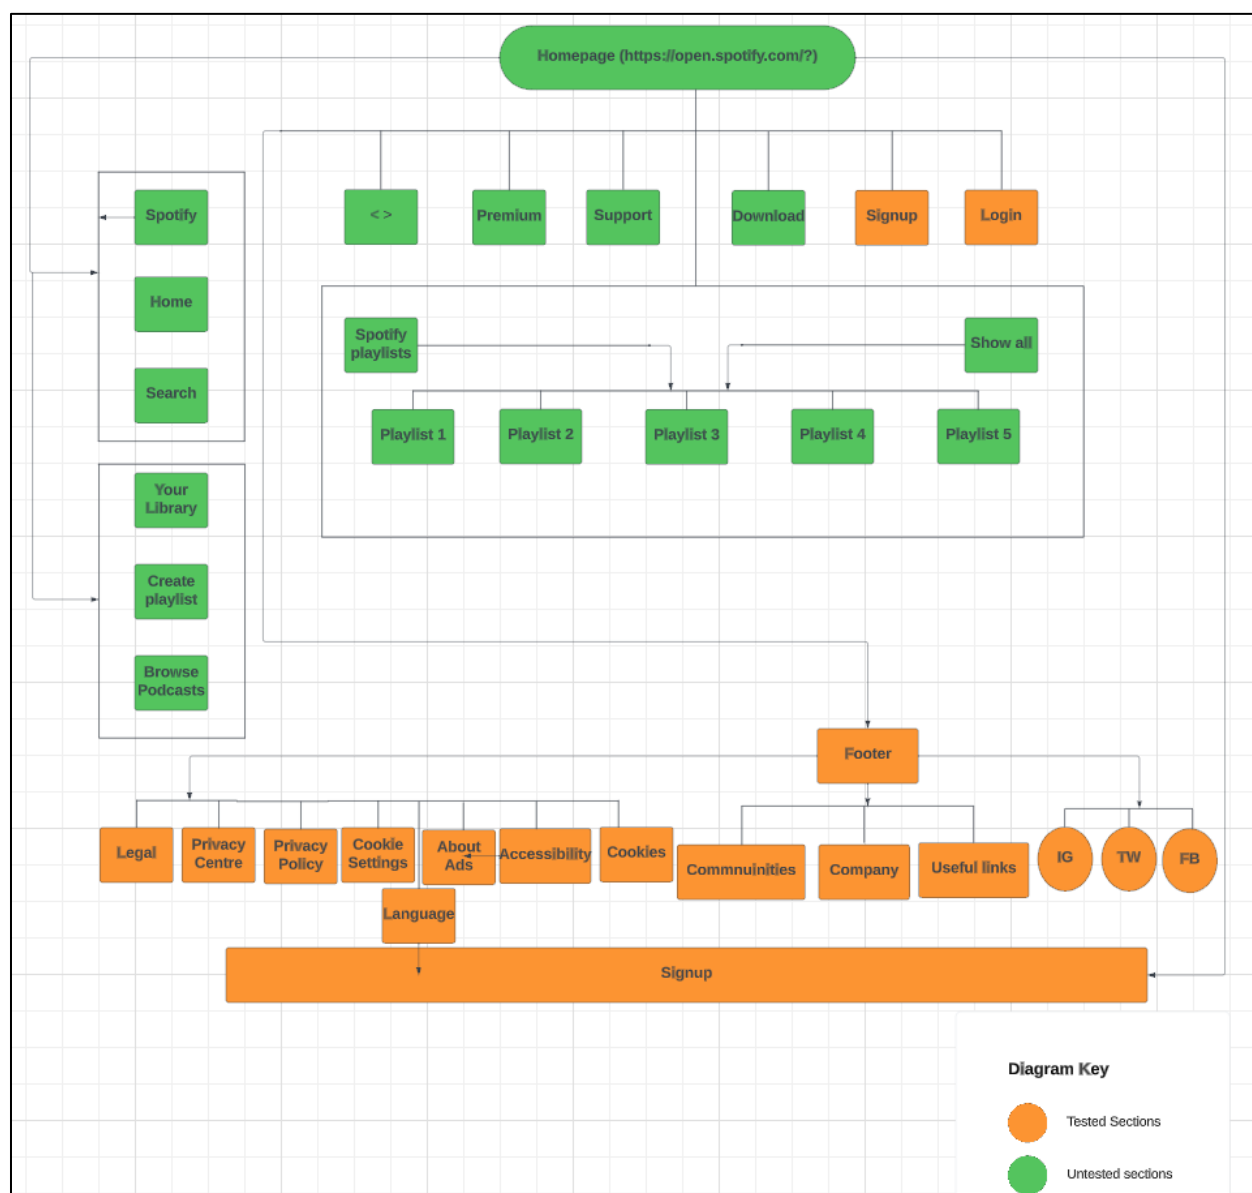 Homepage (https://open.spotify.com/?)
Spotify
< >
Premium
Support
Download
Signup
Login
Home
Search
Spotify
playlists
Show all
Playlist 1
Playlist 2
Playlist 3
Playlist 4
Playlist 5
Your
Library
Create
playlist
Browse
Podcasts
Footer
Legal
Privacy
Centre
Privacy
Policy
Cookie
Settings
About
Ads
Accessibility
Cookies
Commnuinities
Company
Useful links
IG
TW
FB
Language
Signup
Diagram Key
Tested Sections
Untested sections